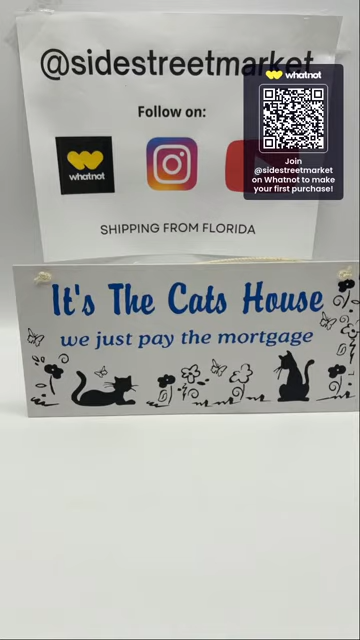 @sidestreetmarket
Follow on:
whatnot
SHIPPING FROM FLORIDA
whatnot
Join
@sidestreetmarket
on Whatnot to make
your first purchase!
It's The Cats House
we just pay the mortgage